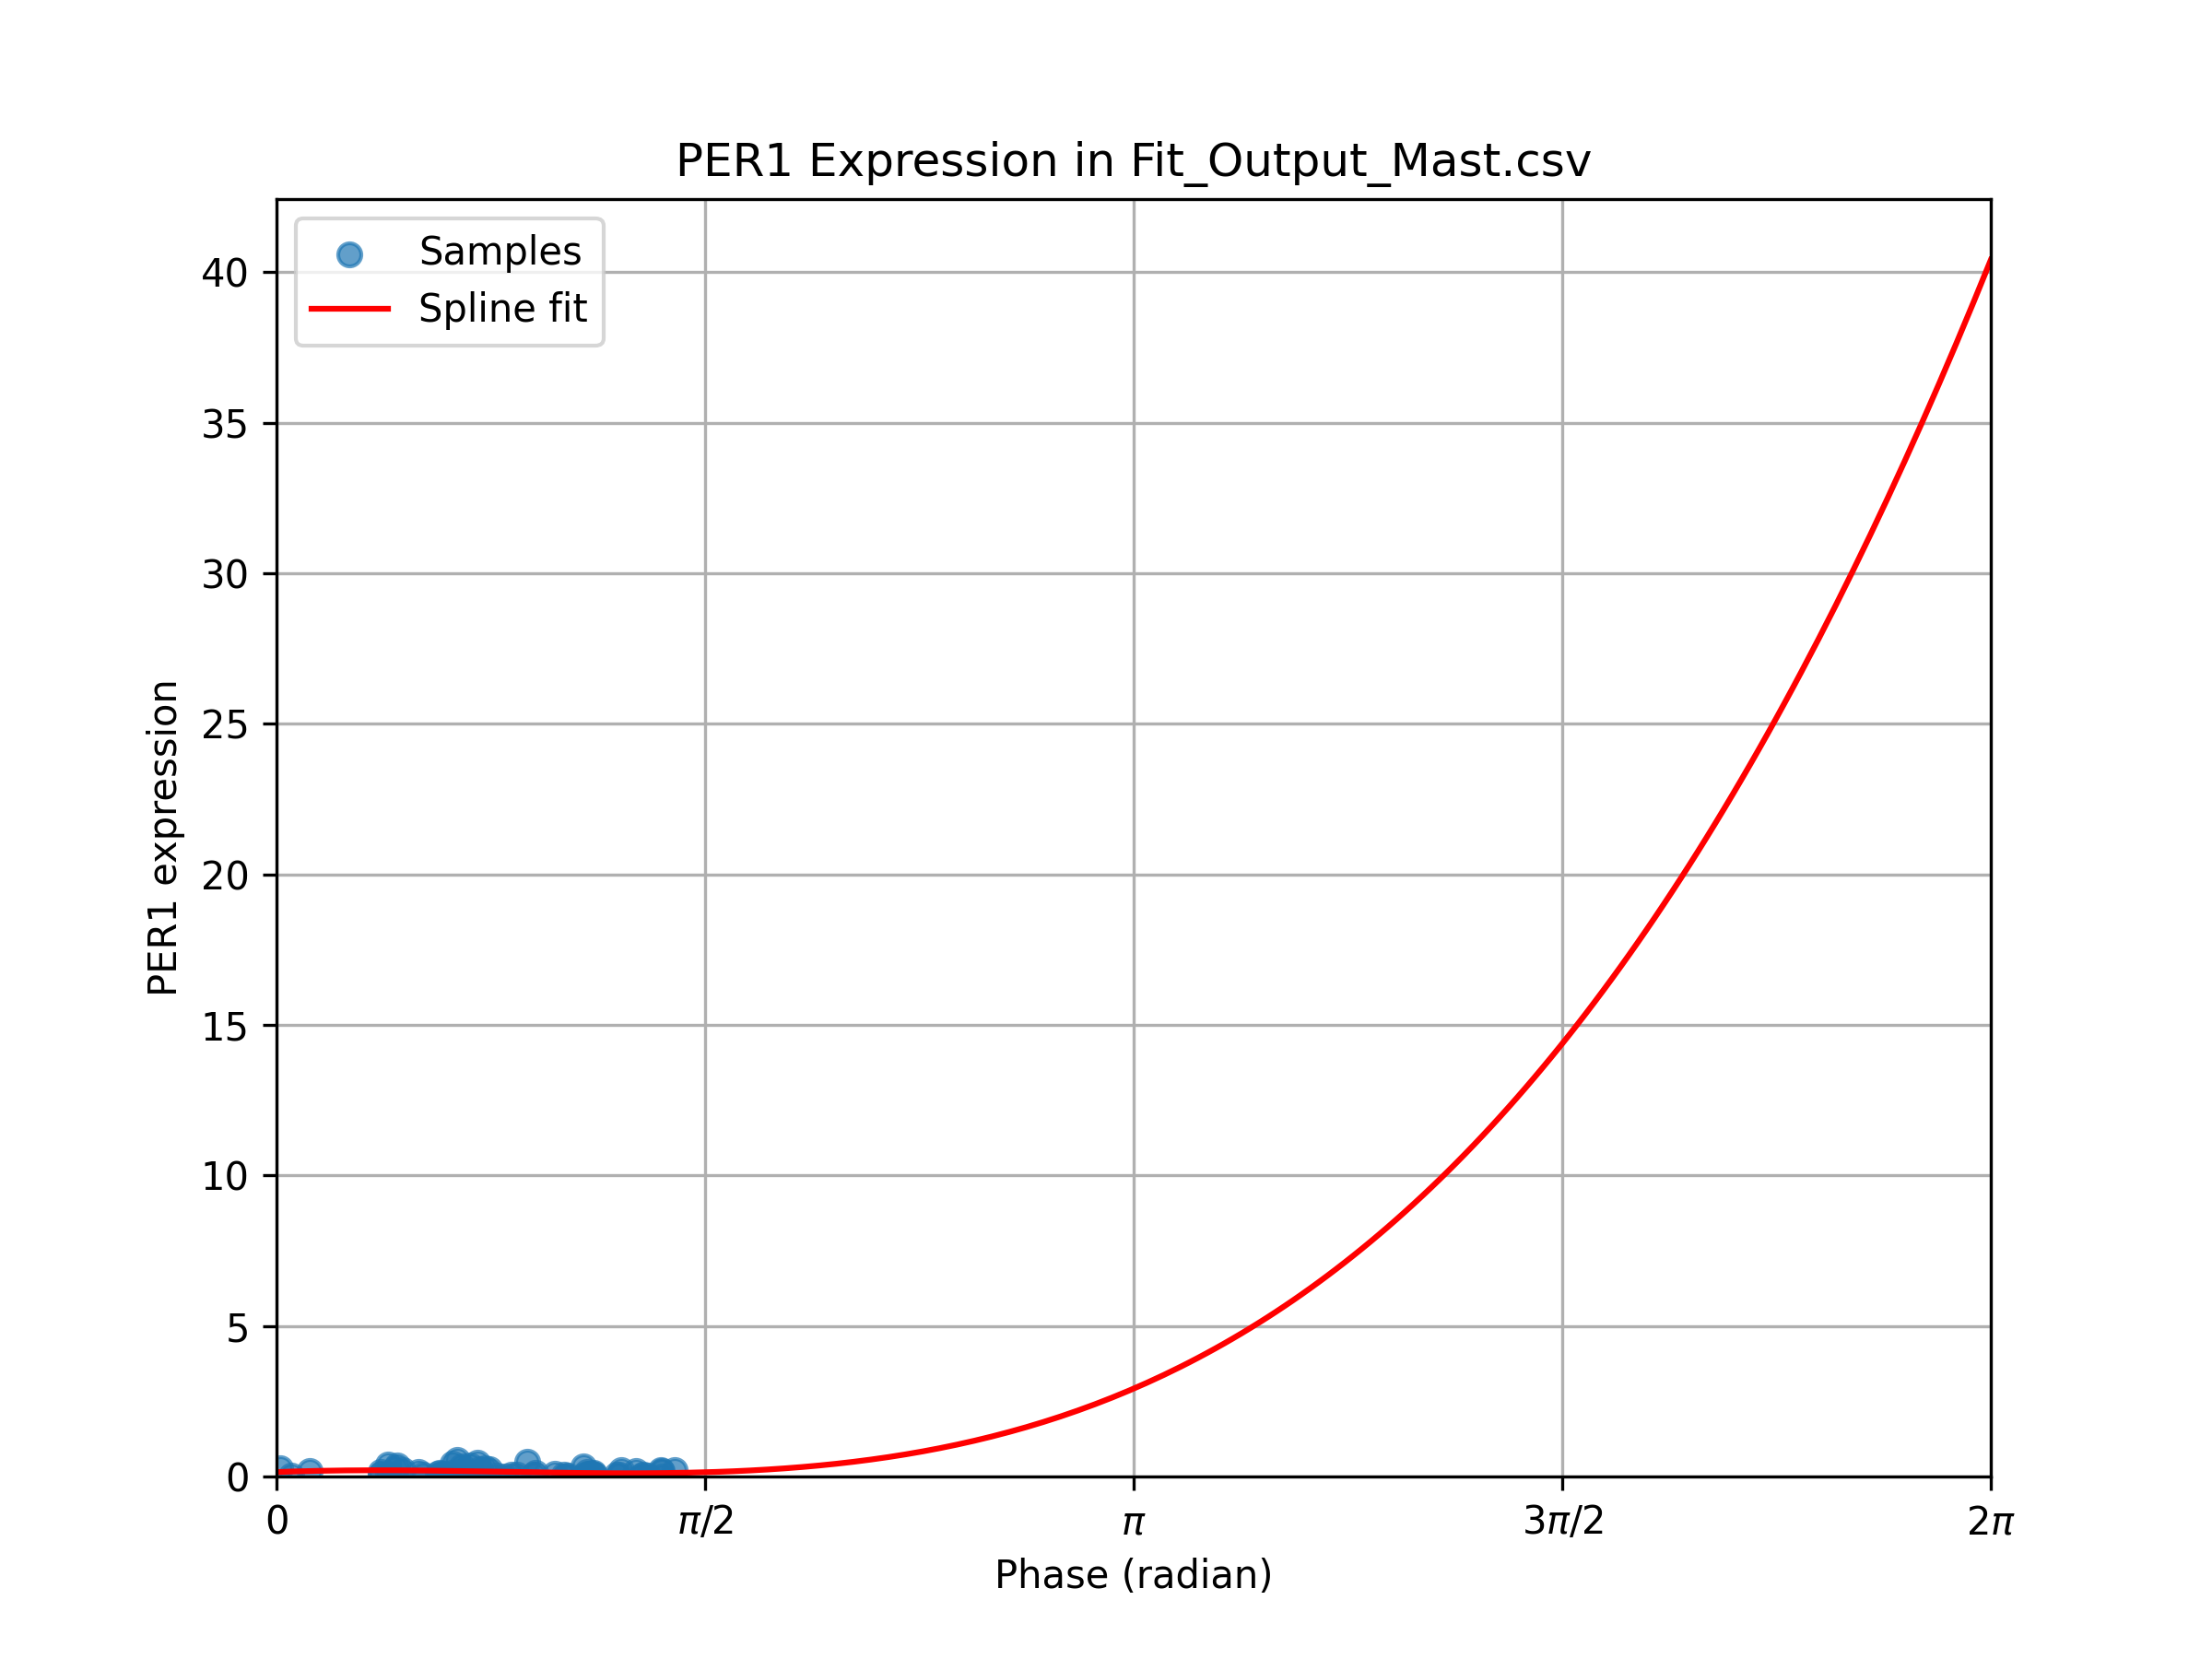 PER1 Expression in Fit_Output_Mast.csv
Samples
Spline fit
40
35
30
25
20
15
10
5
0
PER1 expression
0
π/2
π
3π/2
2π
Phase (radian)